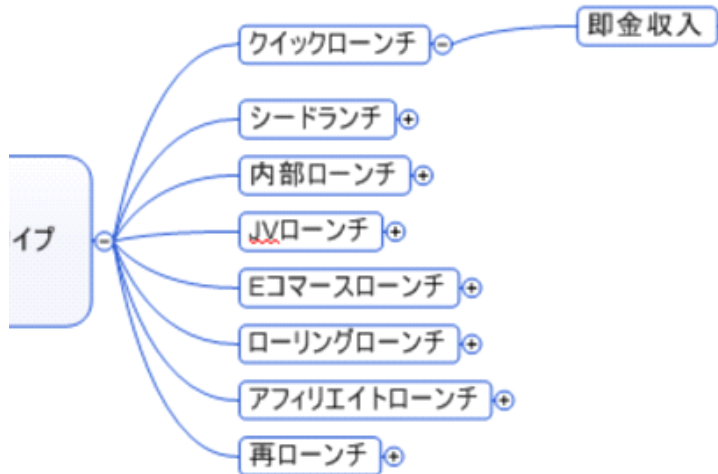 クイックローンチ
即金収入
シードランチ
内部ローンチ
JVローンチ
イプ
Eコマースローンチ
ローリングローンチ
アフィリエイトローンチ
再ローンチ